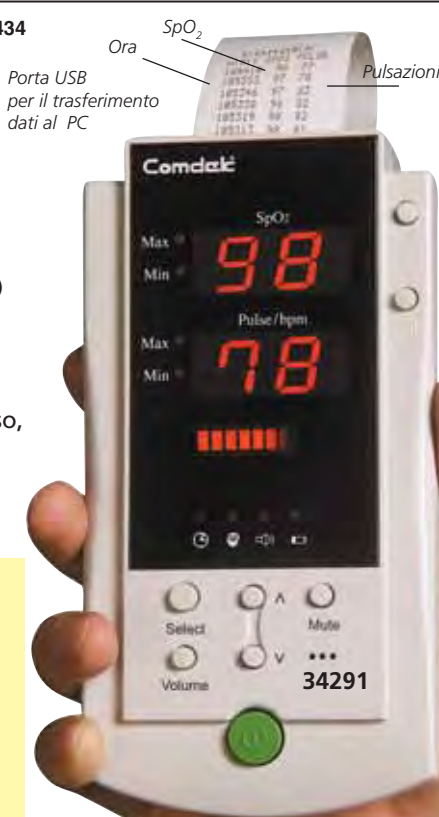 434
SpO2
Ora
Pulsazioni
Porta USB
per il trasferimento
dati al PC
Comdek
SpO2
Max
98
Min
)
Pulse/bpm
Max
78
Min
so,
Select
Mute
Volume
34291